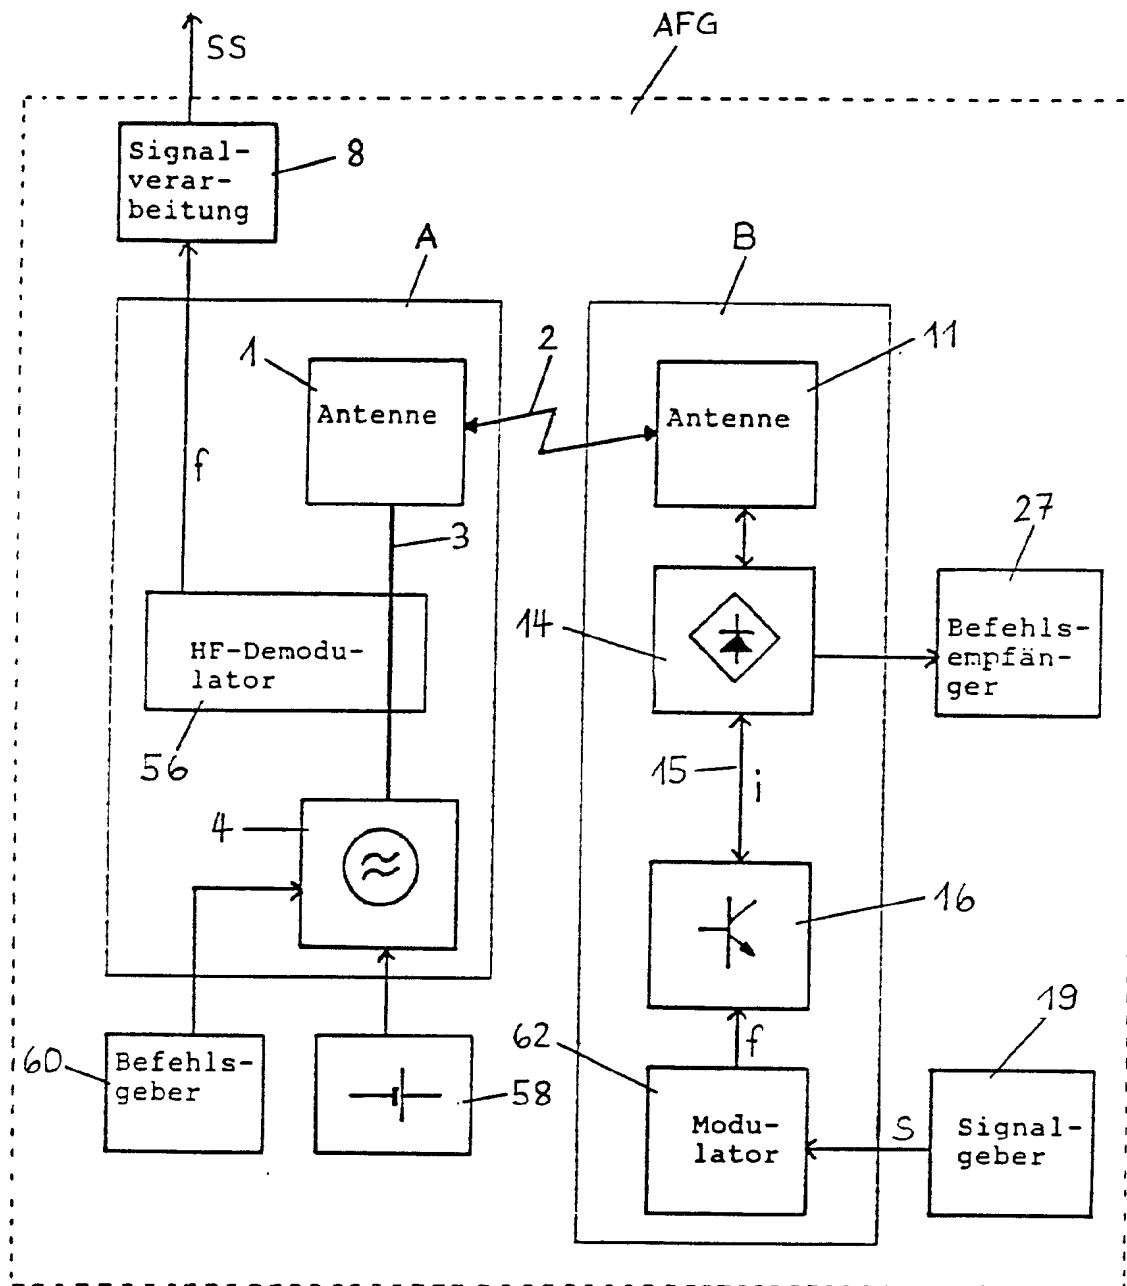 SS
AFG
Signal-
verar-
beitung
8
A
B
1
Antenne
2
11
Antenne
f
3
27
HF-Demodu-
lator
14
Befehls-
empfän-
ger
56
15
i
4
16
19
60
Befehls-
geber
58
62
f
Modu-
lator
S
Signal-
geber